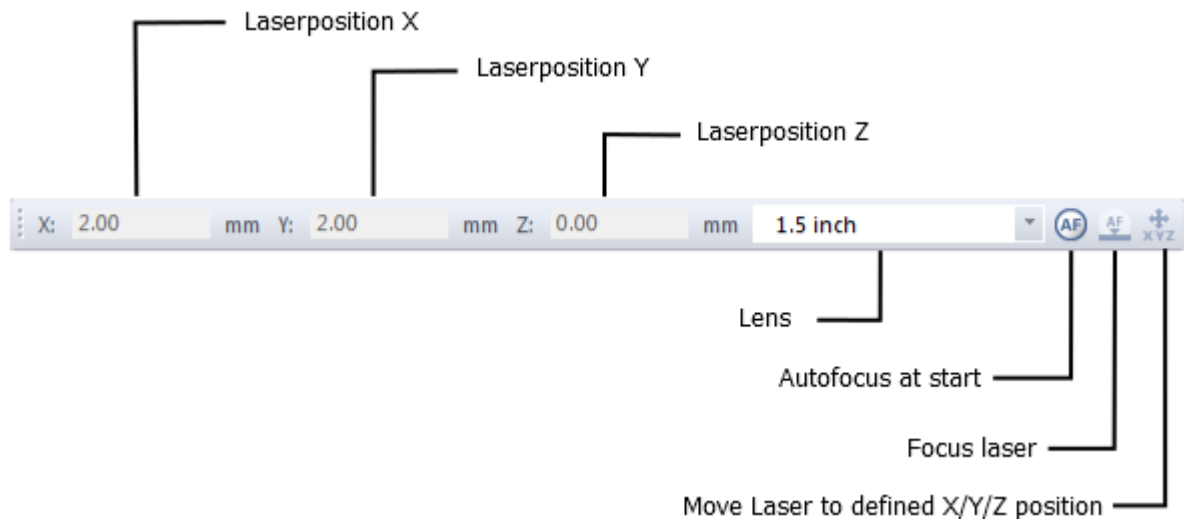 Laserposition X
Laserposition Y
Laserposition Z
X: 2.00 mm Y: 2.00 mm Z: 0.00 mm 1.5 inch AF AF XYZ
Lens
Autofocus at start
Focus laser
Move Laser to defined X/Y/Z position